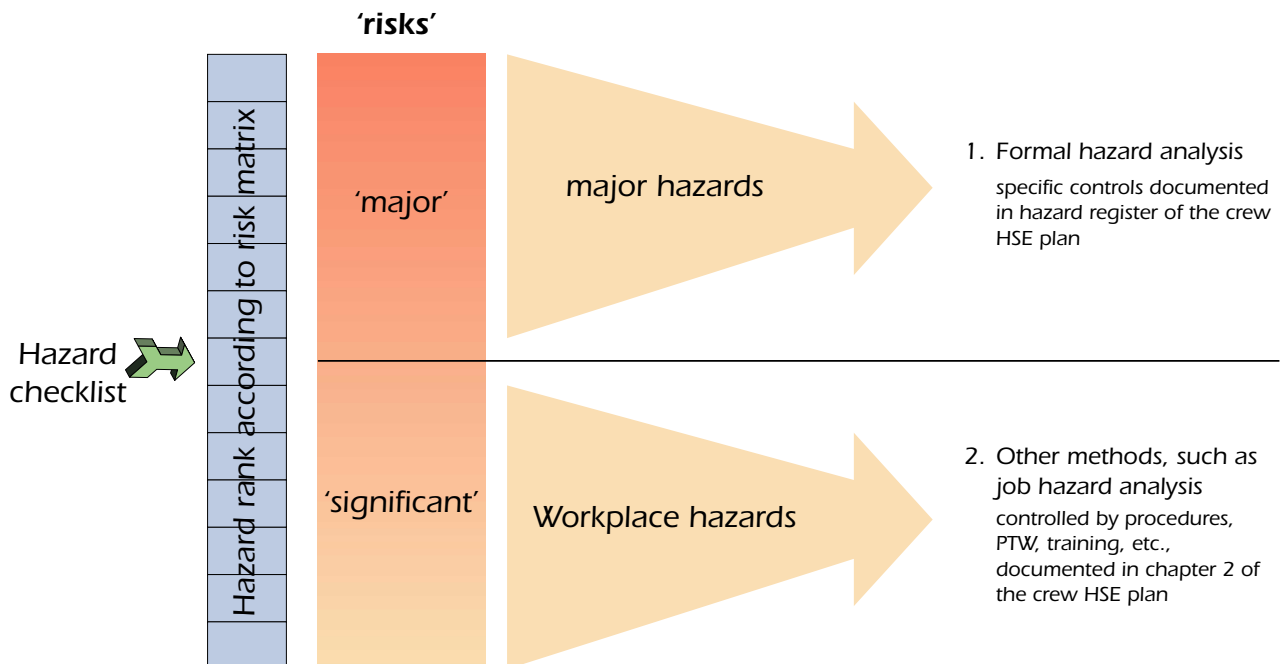 ‘risks’
Hazard
checklist
Hazard rank according to risk matrix
‘major’
major hazards
1. Formal hazard analysis
specific controls documented
in hazard register of the crew
HSE plan
‘significant’
Workplace hazards
2. Other methods, such as
job hazard analysis
controlled by procedures,
PTW, training, etc.,
documented in chapter 2 of
the crew HSE plan